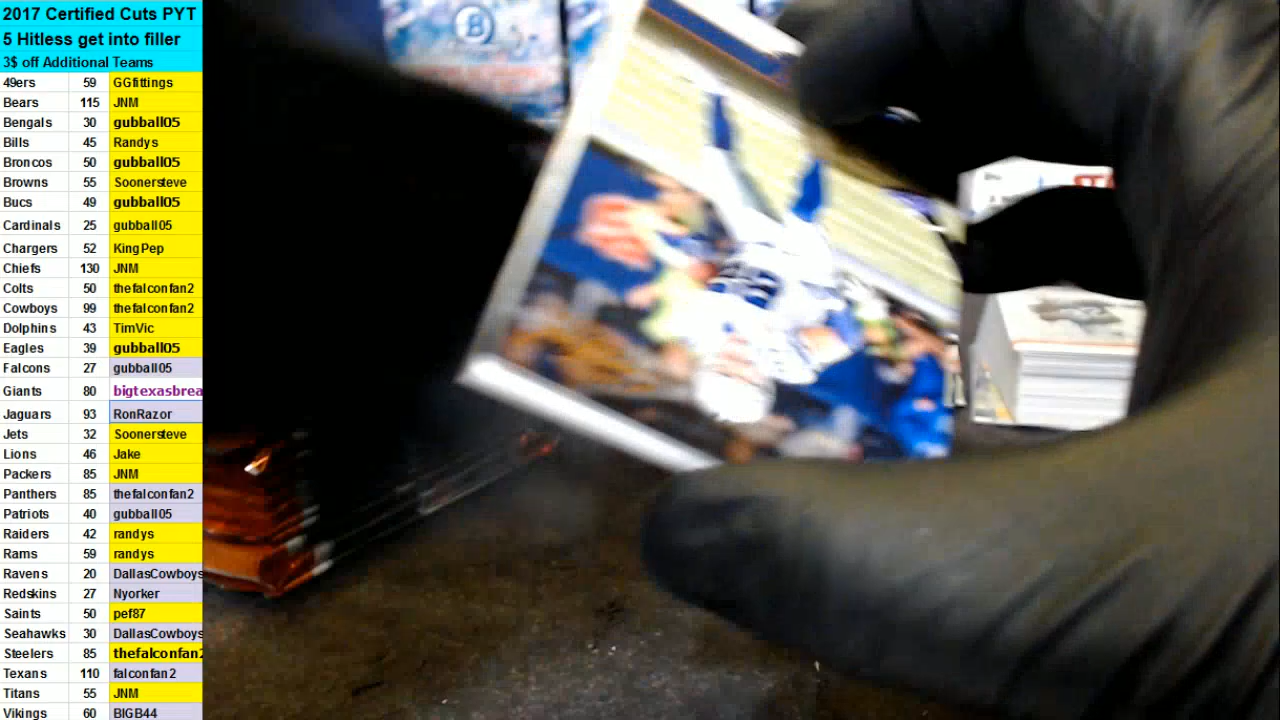 2017 Certified Cuts PYT
5 Hitless get into filler
3$ off Additional Teams
49ers 59 GGfittings
Bears 115 JNM
Bengals 30 gubball05
Bills 45 Randys
Broncos 50 gubball05
Browns 55 Soonersteve
Bucs 49 gubball05
Cardinals 25 gubball05
Chargers 52 KingPep
Chiefs 130 JNM
Colts 50 thefalconfan2
Cowboys 99 thefalconfan2
Dolphins 43 TimVic
Eagles 39 gubball05
Falcons 27 gubball05
Giants 80 bigtexasbrea
Jaguars 93 RonRazor
Jets 32 Soonersteve
Lions 46 Jake
Packers 85 JNM
Panthers 85 thefalconfan2
Patriots 40 gubball05
Raiders 42 randys
Rams 59 randys
Ravens 20 DallasCowboys
Redskins 27 Nyorker
Saints 50 pef87
Seahawks 30 DallasCowboys
Steelers 85 thefalconfan2
Texans 110 falconfan2
Titans 55 JNM
Vikings 60 BIGB44